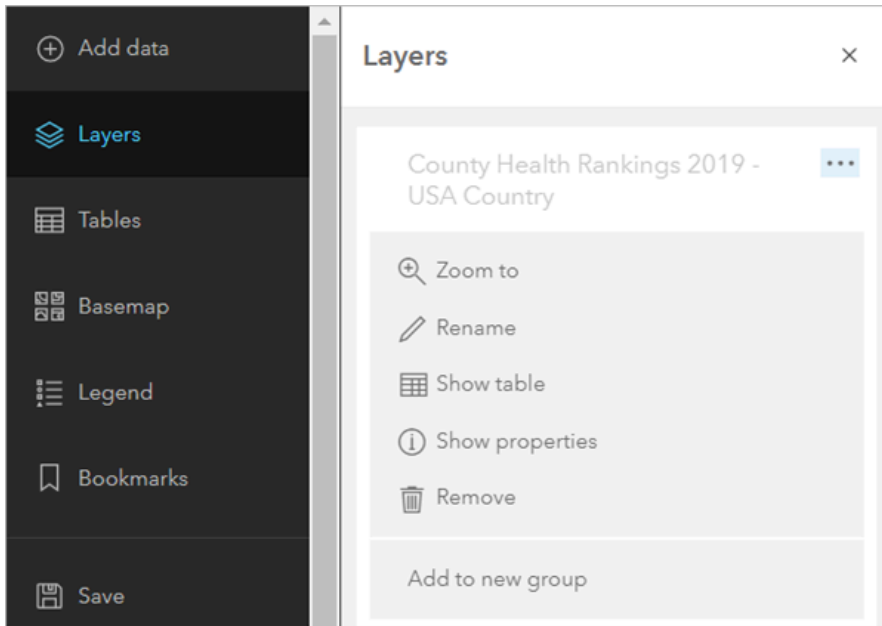 Add data
Layers
Tables
Basemap
Legend
Bookmarks
Save
Layers
County Health Rankings 2019 -
USA Country
Zoom to
Rename
Show table
Show properties
Remove
Add to new group